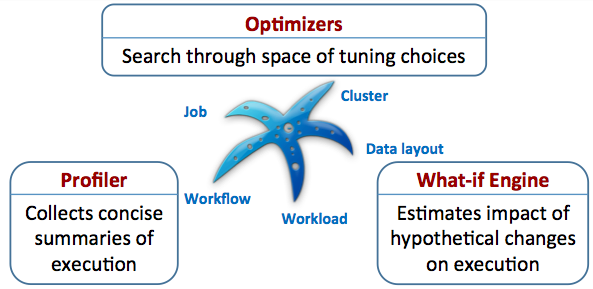 Optimizers
Search through space of tuning choices
Cluster
Job
Data layout
Workflow
Workload
Profiler
Collects concise
summaries of
execution
What-if Engine
Estimates impact of
hypothetical changes
on execution